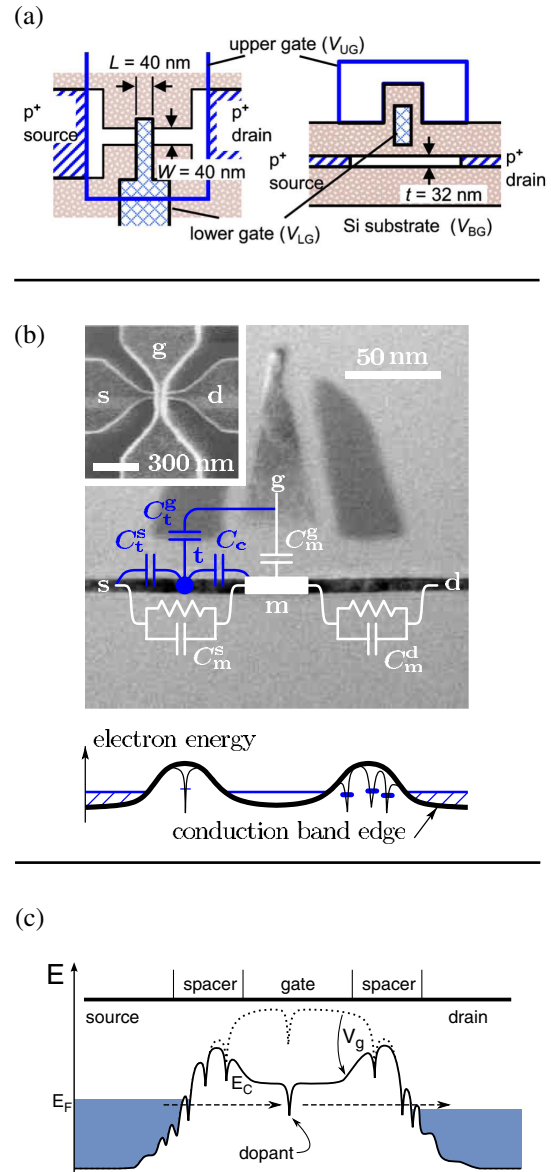 (a)
L = 40 nm
upper gate (V_UG)
p⁺
source
p⁺
drain
W = 40 nm
lower gate (V_LG)
p⁺
source
p⁺
drain
t = 32 nm
Si substrate (V_BG)
(b)
g
s
d
300 nm
50 nm
g
C_t^g
C_m^g
C_t^s
t
C_c
s
m
d
C_m^s
C_m^d
electron energy
conduction band edge
(c)
E
spacer
gate
spacer
source
drain
V_g
E_C
E_F
dopant